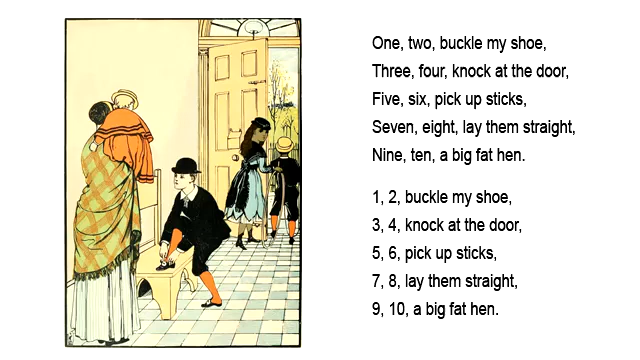 One, two, buckle my shoe,
Three, four, knock at the door,
Five, six, pick up sticks,
Seven, eight, lay them straight,
Nine, ten, a big fat hen.
1, 2, buckle my shoe,
3, 4, knock at the door,
5, 6, pick up sticks,
7, 8, lay them straight,
9, 10, a big fat hen.